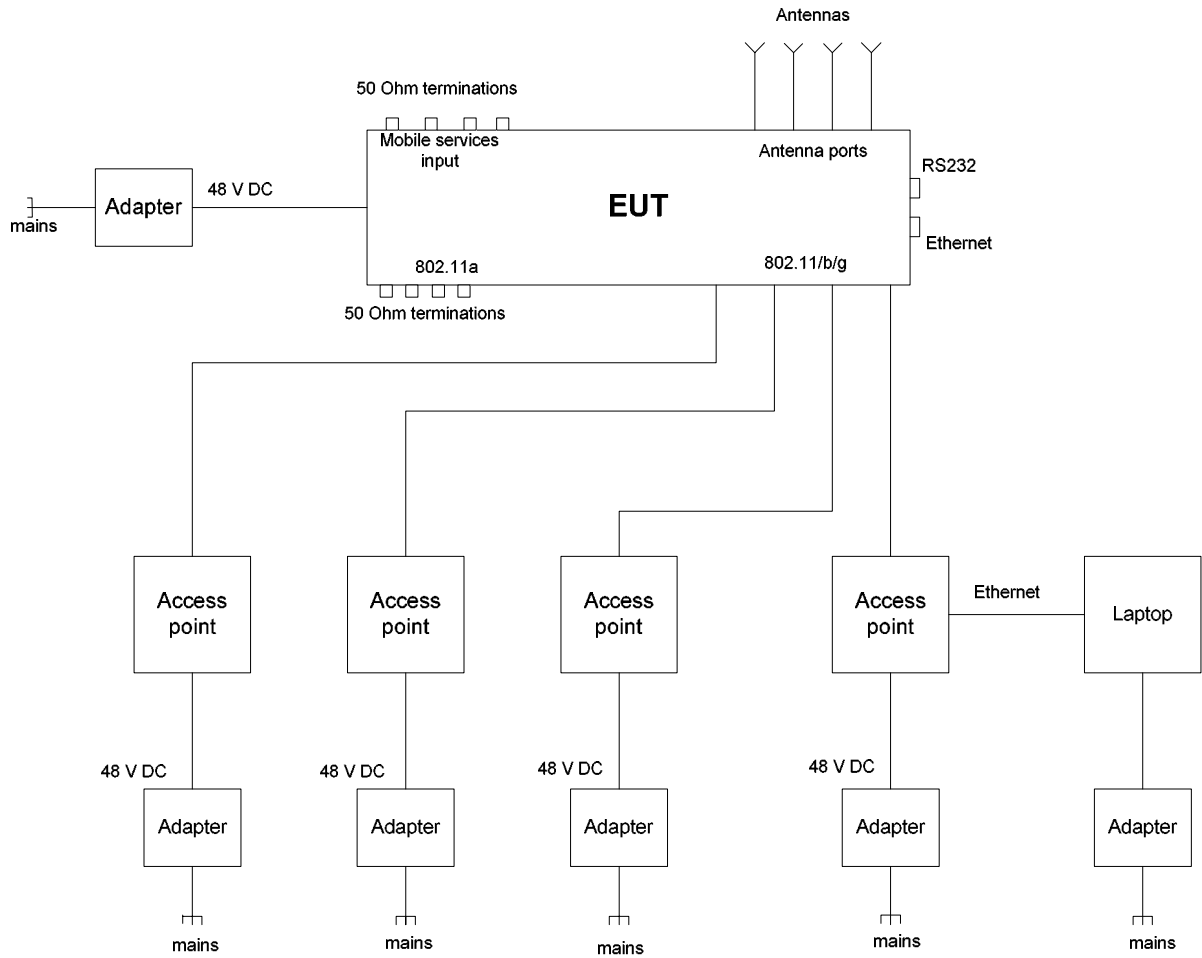 Antennas
50 Ohm terminations
Mobile services
input
Antenna ports
RS232
48 V DC
Adapter
EUT
mains
Ethernet
802.11a
802.11/b/g
50 Ohm terminations
Access
point
Access
point
Access
point
Access
point
Ethernet
Laptop
48 V DC
48 V DC
48 V DC
48 V DC
Adapter
Adapter
Adapter
Adapter
Adapter
mains
mains
mains
mains
mains